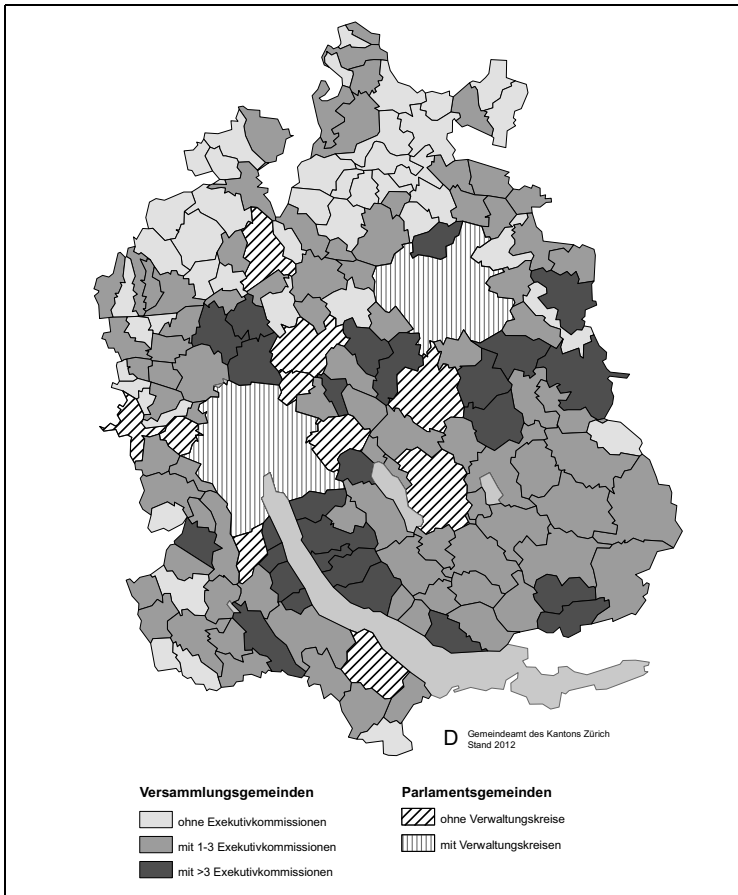 D Gemeindeamt des Kantons Zürich
Stand 2012
Versammlungsgemeinden
ohne Exekutivkommissionen
mit 1-3 Exekutivkommissionen
mit >3 Exekutivkommissionen
Parlamentsgemeinden
ohne Verwaltungskreise
mit Verwaltungskreisen